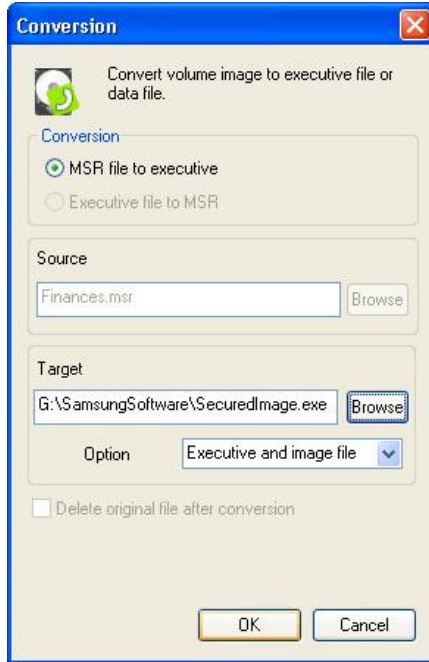 Conversion
Convert volume image to executive file or
data file.
Conversion
MSR file to executive
Executive file to MSR
Source
Finances.msr
Browse
Target
G:\SamsungSoftware\SecuredImage.exe
Browse
Option
Executive and image file
Delete original file after conversion
OK
Cancel